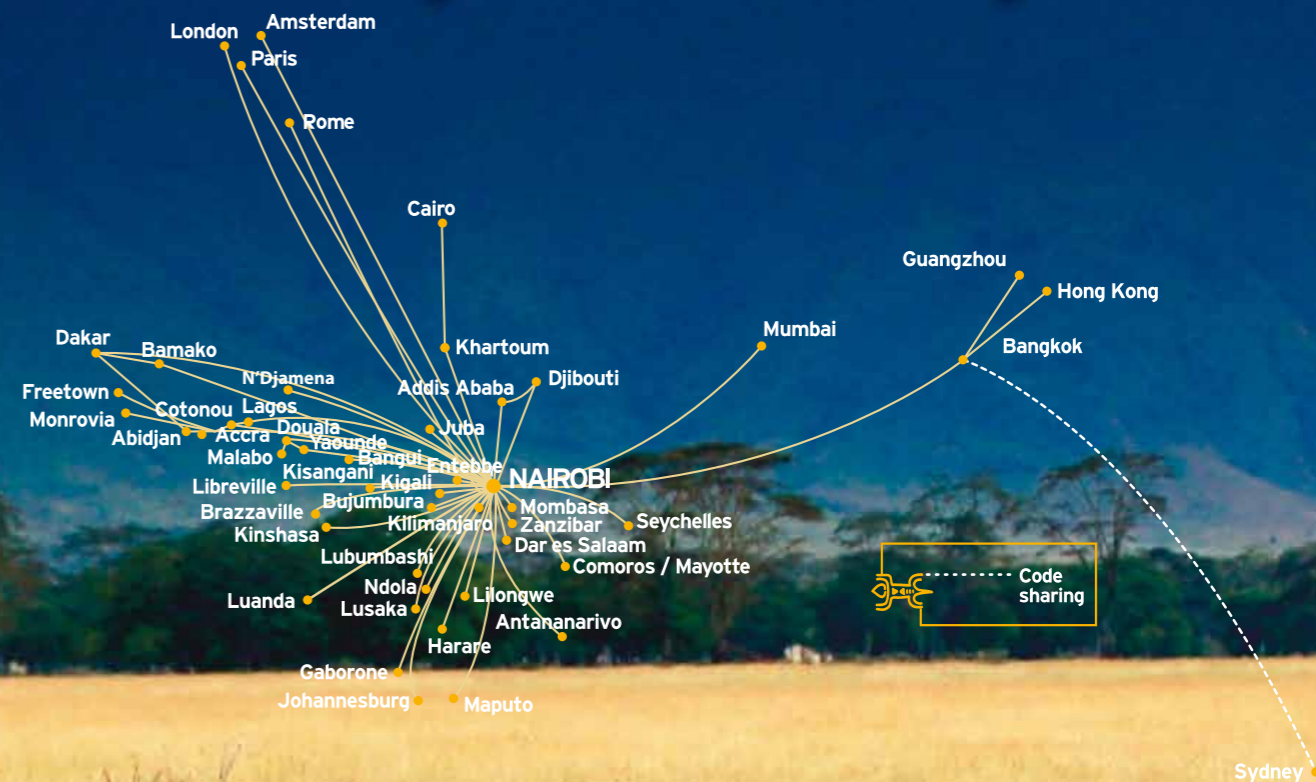 Amsterdam
London
Paris
Rome
Cairo
Guangzhou
Hong Kong
Mumbai
Dakar
Bamako
Khartoum
Bangkok
N'Djamena
Addis Ababa
Djibouti
Freetown
Cotonou
Lagos
Monrovia
Abidjan
Accra
Douala
Juba
Malabo
Yaounde
Bangui
Entebbe
Kisangani
NAIROBI
Libreville
Kigali
Bujumbura
Mombasa
Brazzaville
Kilimanjaro
Zanzibar
Seychelles
Kinshasa
Dar es Salaam
Lubumbashi
Comoros / Mayotte
Code
sharing
Ndola
Lilongwe
Luanda
Lusaka
Antananarivo
Harare
Gaborone
Johannesburg
Maputo
Sydney